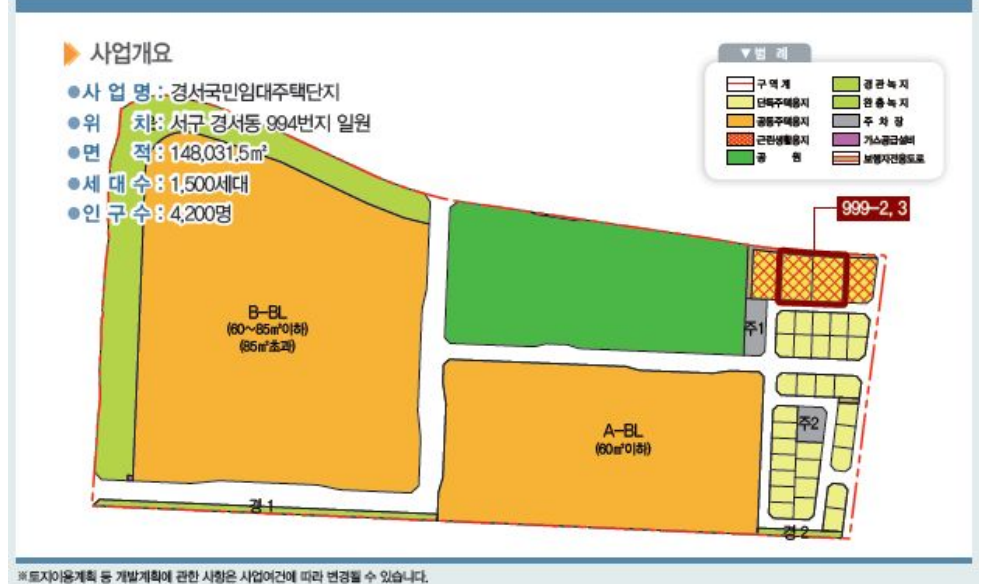 사업개요
●사 업 명 : 경서국민임대주택단지
●위 치 : 서구 경서동 994번지 일원
●면 적 : 148,031.5㎡
●세 대 수 : 1,500세대
●인 구 수 : 4,200명
▼범 례
구 역 계
경 관 녹 지
단독주택용지
완 충 녹 지
공동주택용지
주 차 장
근린생활용지
가스공급설비
공 원
보행자전용도로
999-2, 3
B-BL
(60~85㎡이하)
(85㎡초과)
주1
A-BL
(60㎡이하)
주2
경 1
경 2
※토지이용계획 등 개발계획에 관한 사항은 사업여건에 따라 변경될 수 있습니다.